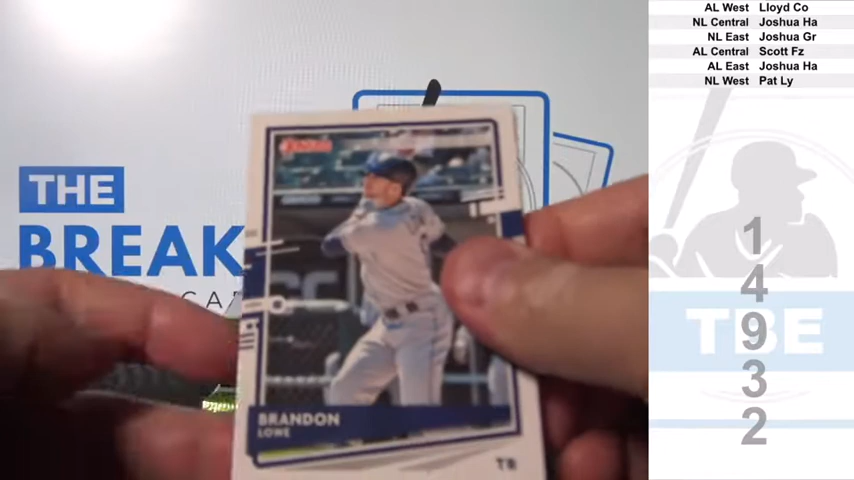 AL West Lloyd Co
NL Central Joshua Ha
NL East Joshua Gr
AL Central Scott Fz
AL East Joshua Ha
NL West Pat Ly
THE
BREAK
CA
BRANDON
LOWE
TB
TBE
1
4
9
3
2